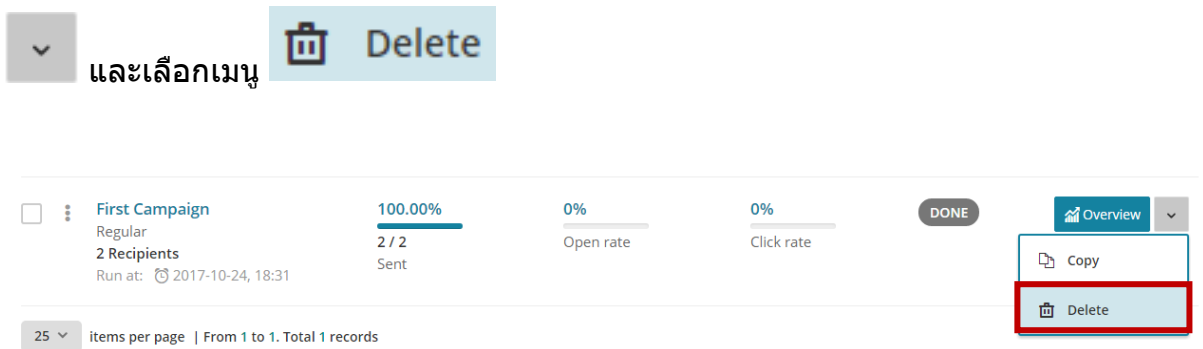 และเลือกเมนู Delete
First Campaign 100.00% 0% 0% DONE Overview
Regular 2 / 2 Open rate Click rate
2 Recipients Sent
Run at: 2017-10-24, 18:31
Copy
Delete
25 items per page | From 1 to 1. Total 1 records